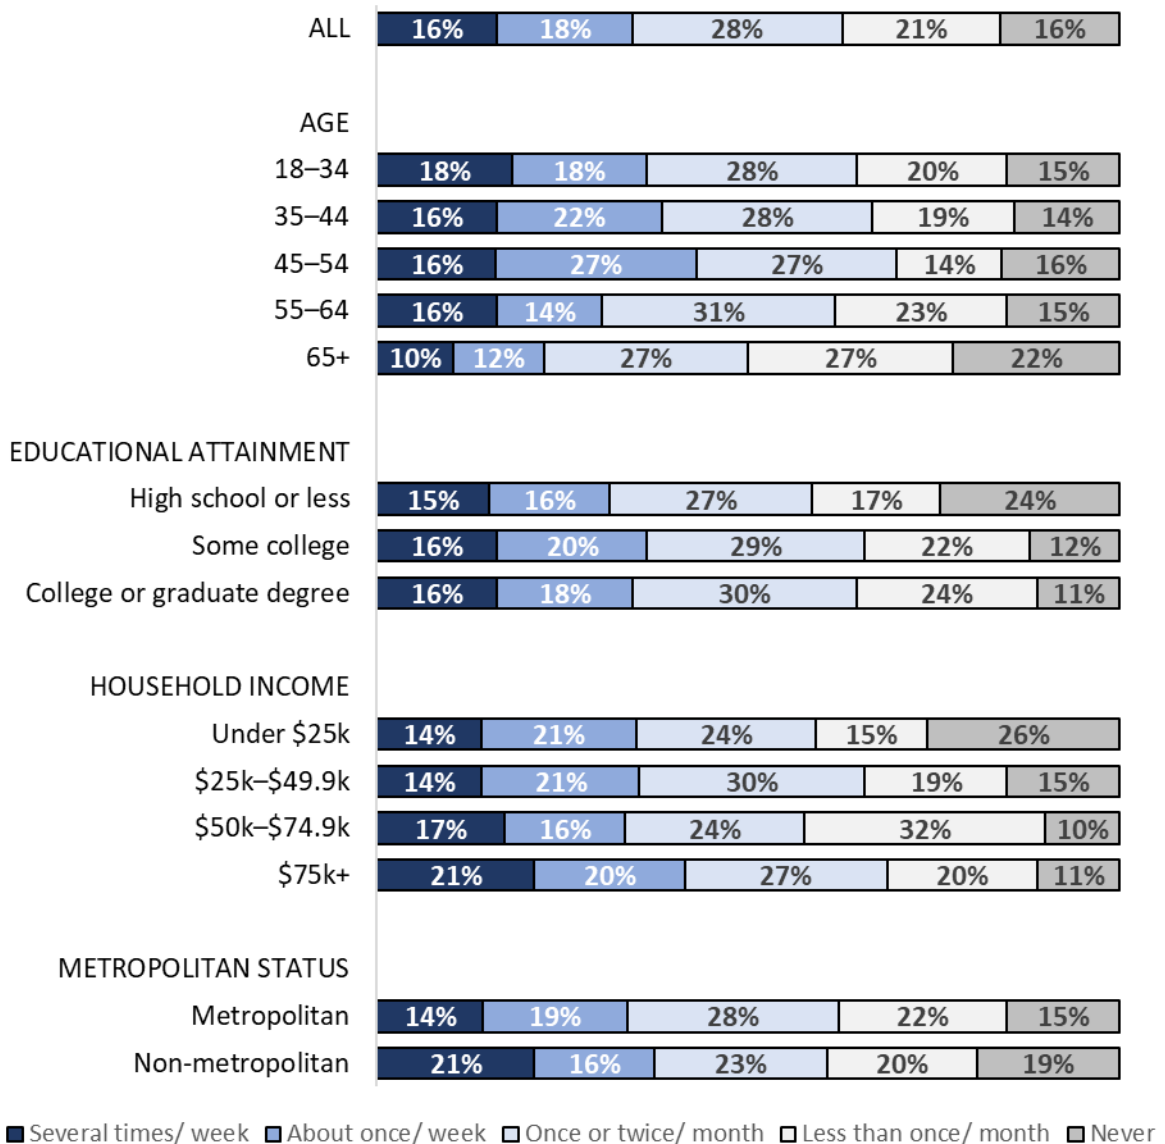 ALL 16% 18% 28% 21% 16%
AGE
18–34 18% 18% 28% 20% 15%
35–44 16% 22% 28% 19% 14%
45–54 16% 27% 27% 14% 16%
55–64 16% 14% 31% 23% 15%
65+ 10% 12% 27% 27% 22%
EDUCATIONAL ATTAINMENT
High school or less 15% 16% 27% 17% 24%
Some college 16% 20% 29% 22% 12%
College or graduate degree 16% 18% 30% 24% 11%
HOUSEHOLD INCOME
Under $25k 14% 21% 24% 15% 26%
$25k–$49.9k 14% 21% 30% 19% 15%
$50k–$74.9k 17% 16% 24% 32% 10%
$75k+ 21% 20% 27% 20% 11%
METROPOLITAN STATUS
Metropolitan 14% 19% 28% 22% 15%
Non-metropolitan 21% 16% 23% 20% 19%
Several times/ week About once/ week Once or twice/ month Less than once/ month Never